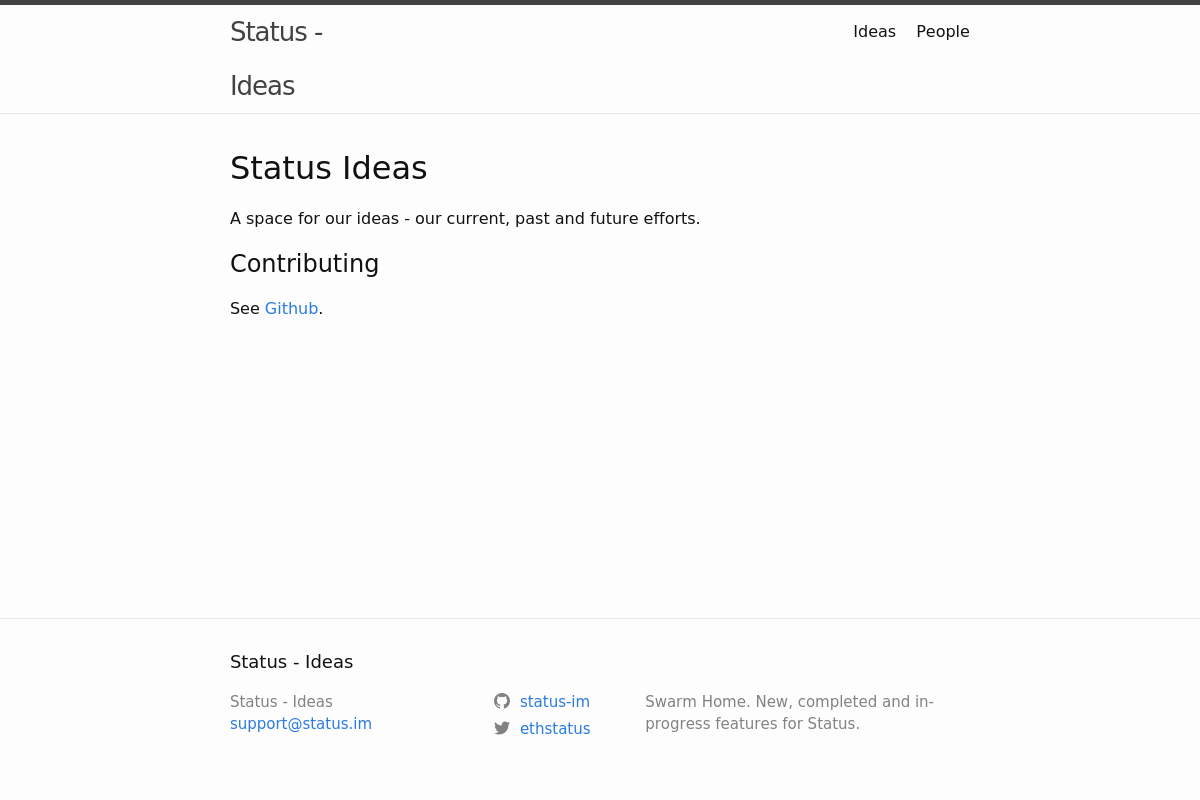 Status -
Ideas
Ideas People
Status Ideas
A space for our ideas - our current, past and future efforts.
Contributing
See Github.
Status - Ideas
Status - Ideas
support@status.im
status-im
ethstatus
Swarm Home. New, completed and in-
progress features for Status.